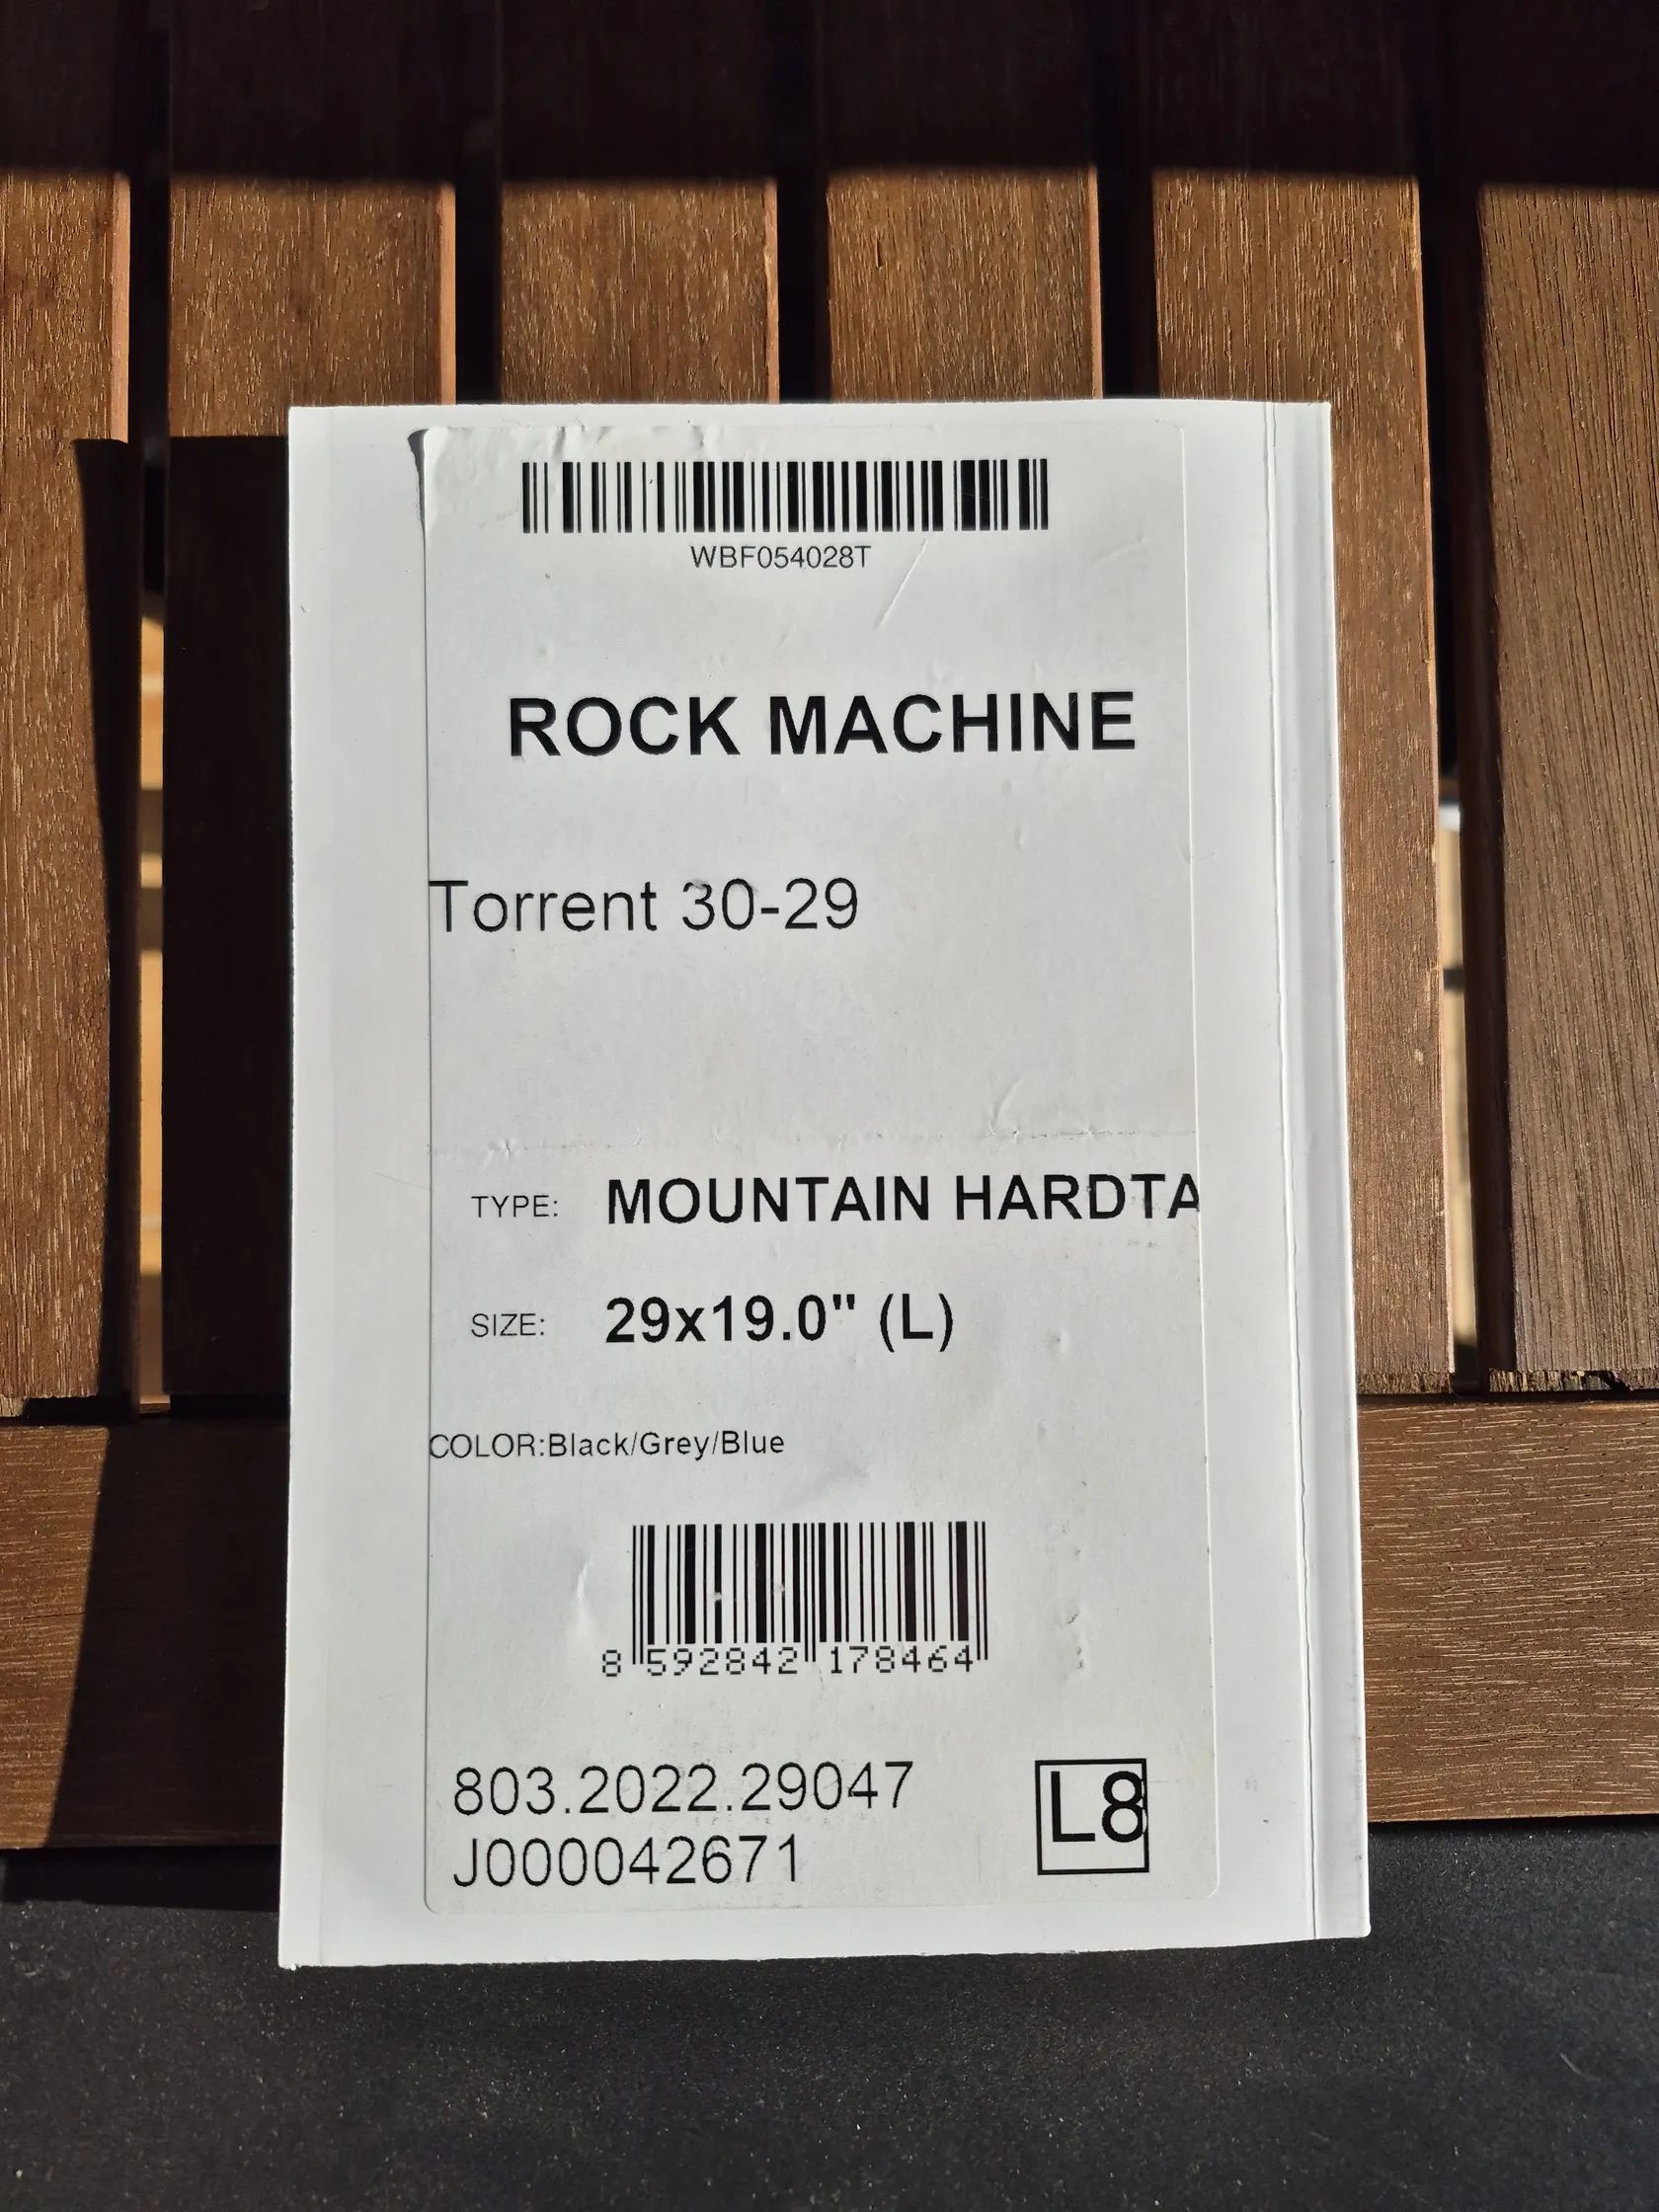 WBF054028T
ROCK MACHINE
Torrent 30-29
TYPE: MOUNTAIN HARDTA
SIZE: 29x19.0" (L)
COLOR:Black/Grey/Blue
8 592842 178464
803.2022.29047
J000042671
L8